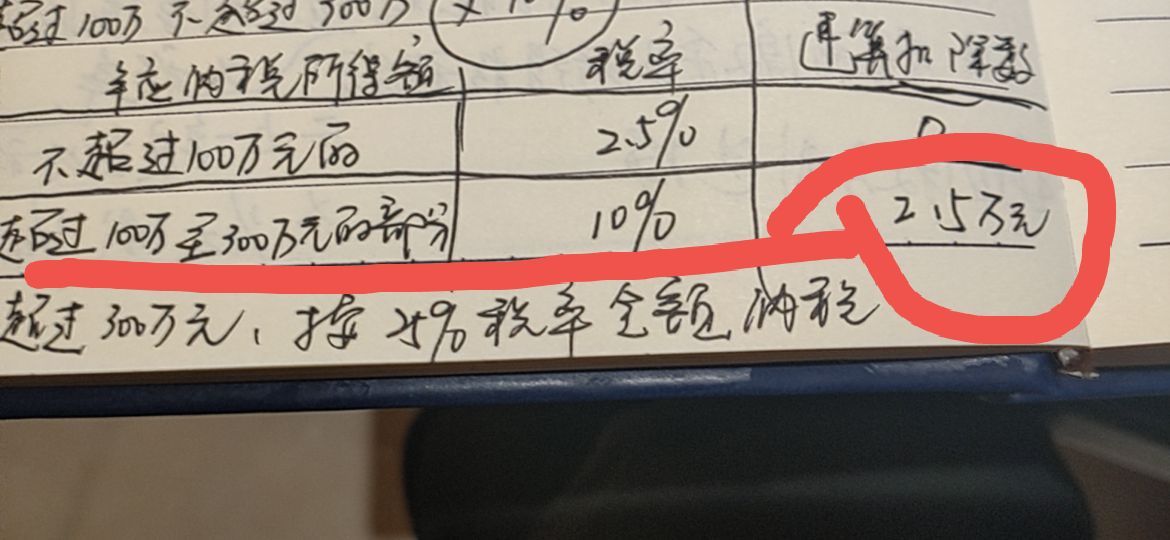 超过100万不超过300万
年应纳税所得额 税率 速算扣除数
不超过100万元的 2.5% 0
超过100万至300万元的部分 10% 2.5万元
超过300万元，按25%税率全额纳税